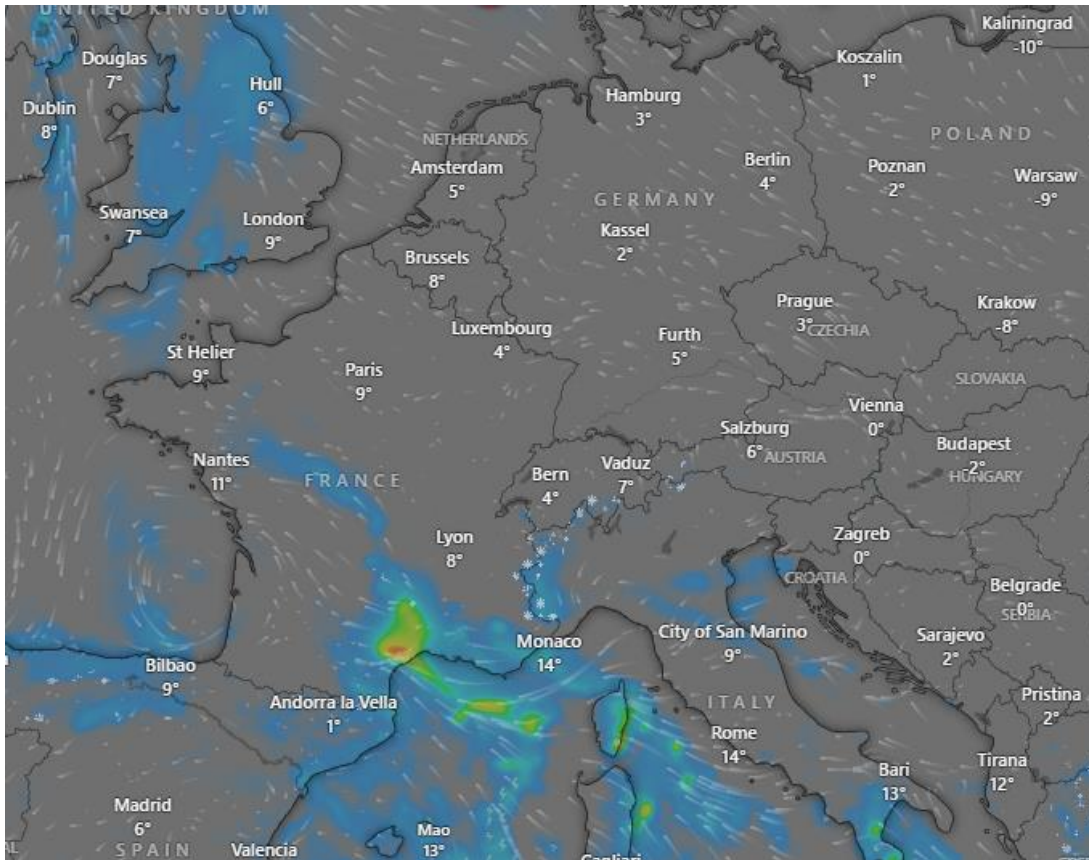 UNITED KINGDOM
Kaliningrad
-10°
Douglas
7°
Koszalin
1°
Hull
6°
Hamburg
3°
Dublin
8°
NETHERLANDS
POLAND
Amsterdam
5°
Berlin
4°
Poznan
2°
Warsaw
-9°
GERMANY
Swansea
7°
London
9°
Kassel
2°
Brussels
8°
Prague
3°
CZECHIA
Krakow
-8°
Luxembourg
4°
Furth
5°
St Helier
9°
Paris
9°
SLOVAKIA
Vienna
0°
Salzburg
6°
AUSTRIA
Budapest
-2°
HUNGARY
Nantes
11°
FRANCE
Bern
4°
Vaduz
7°
Lyon
8°
Zagreb
0°
CROATIA
Belgrade
0°
SERBIA
Monaco
14°
City of San Marino
9°
Sarajevo
2°
Bilbao
9°
Andorra la Vella
1°
ITALY
Pristina
2°
Rome
14°
Tirana
12°
Bari
13°
Madrid
6°
SPAIN
Mao
13°
Valencia
Cagliari